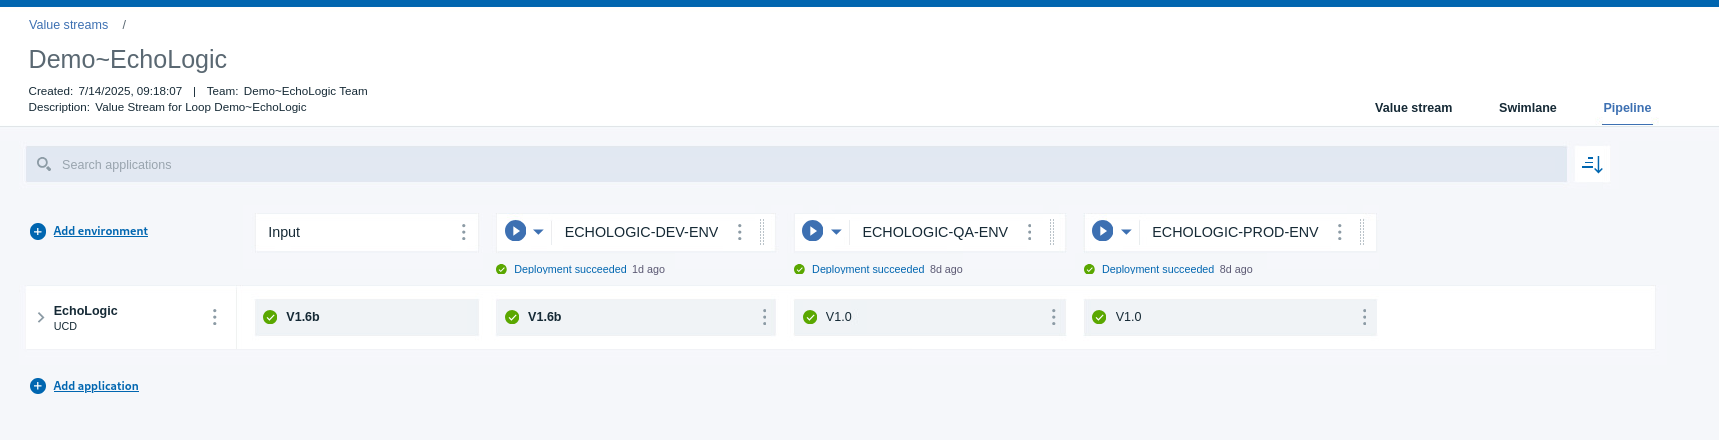 Value streams /
Demo~EchoLogic
Created: 7/14/2025, 09:18:07 | Team: Demo~EchoLogic Team
Description: Value Stream for Loop Demo~EchoLogic
Value stream Swimlane Pipeline
Search applications
Add environment Input ECHOLOGIC-DEV-ENV ECHOLOGIC-QA-ENV ECHOLOGIC-PROD-ENV
Deployment succeeded 1d ago Deployment succeeded 8d ago Deployment succeeded 8d ago
EchoLogic
UCD
V1.6b V1.6b V1.0 V1.0
Add application